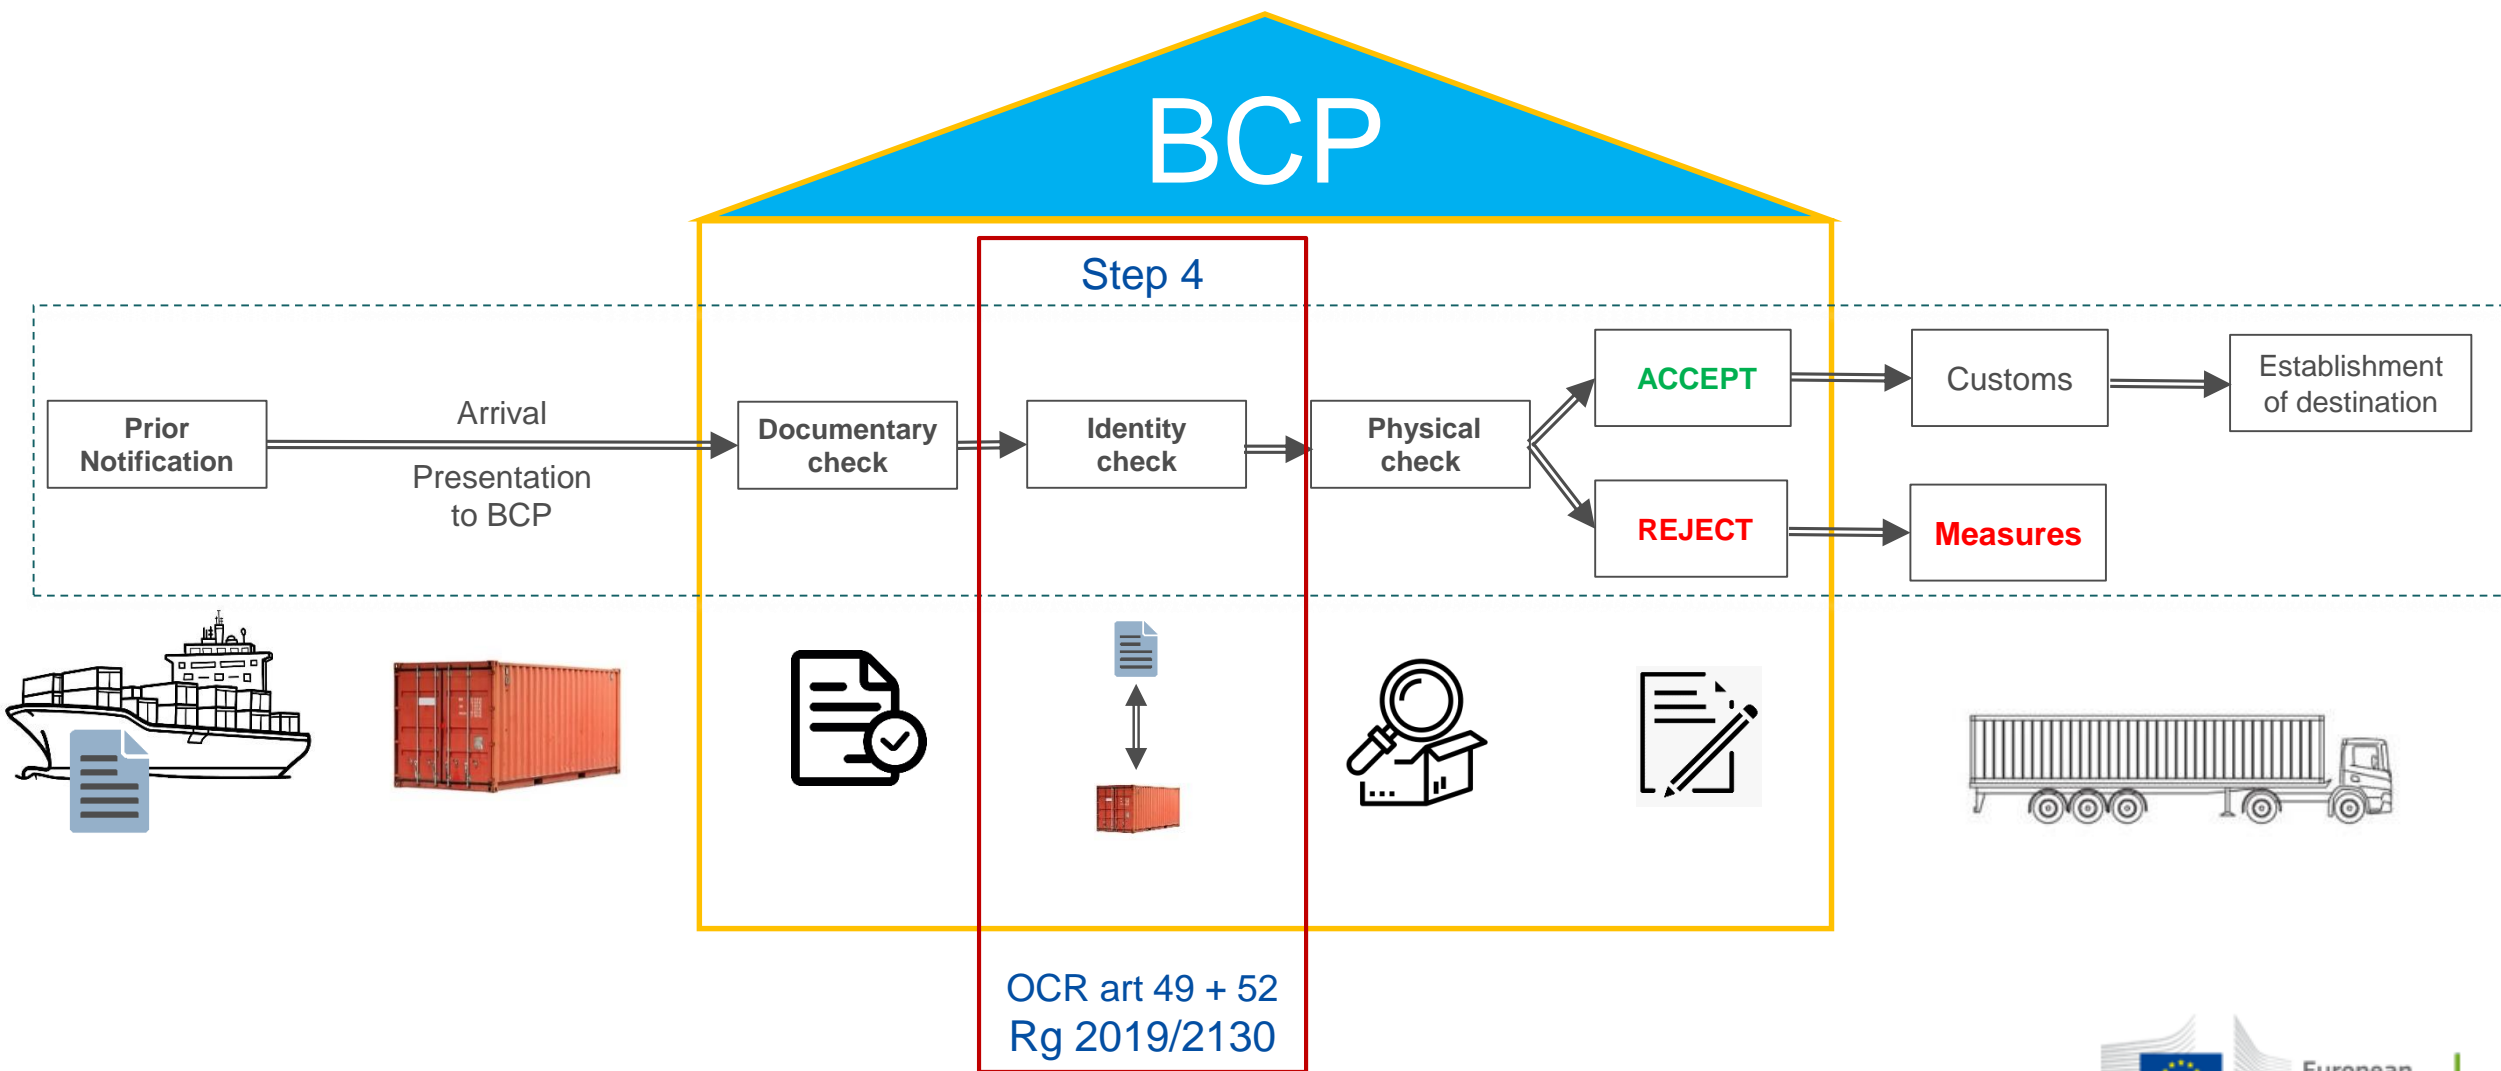 BCP
Step 4
Prior
Notification
Arrival
Presentation
to BCP
Documentary
check
Identity
check
Physical
check
ACCEPT
REJECT
Customs
Measures
Establishment
of destination
OCR art 49 + 52
Rg 2019/2130
European